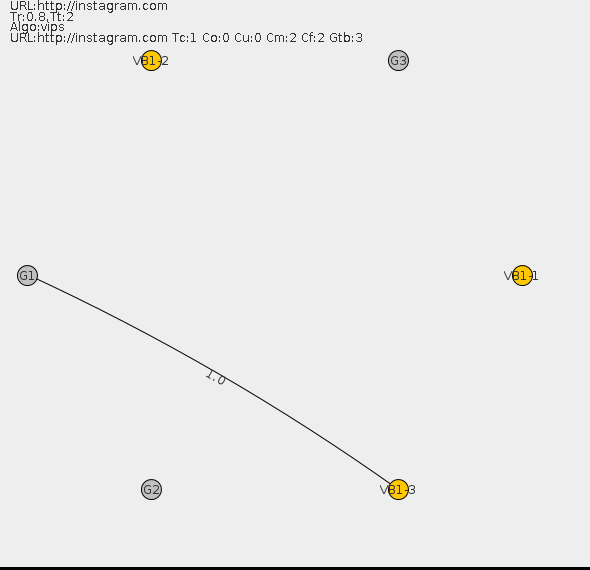 URL:http://instagram.com
Tr:0.8,Tt:2
Algo:vips
URL:http://instagram.com Tc:1 Co:0 Cu:0 Cm:2 Cf:2 Gtb:3
VB1-2
G3
G1
VB1-1
1.0
G2
VB1-3